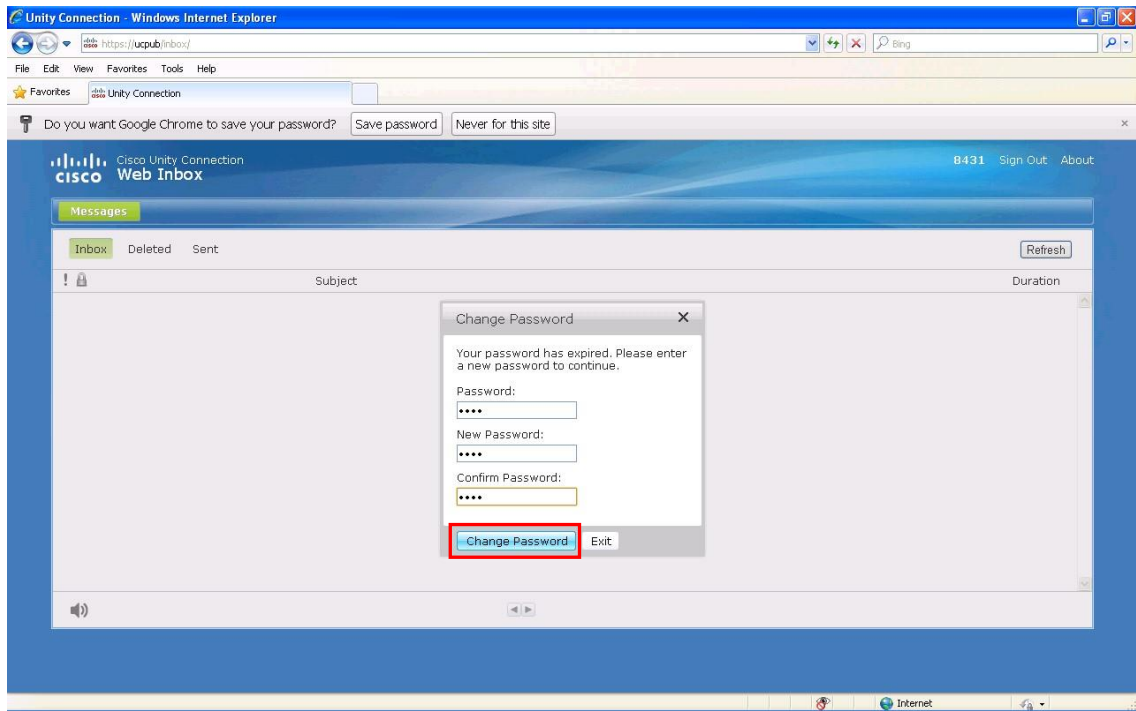 Unity Connection - Windows Internet Explorer
https://ucpub/inbox/
Bing
File Edit View Favorites Tools Help
Favorites Unity Connection
Do you want Google Chrome to save your password? Save password Never for this site
Cisco Unity Connection 8431 Sign Out About
CISCO Web Inbox
Messages
Inbox Deleted Sent Refresh
! Subject Duration
Change Password
Your password has expired. Please enter
a new password to continue.
Password:
••••
New Password:
••••
Confirm Password:
••••
Change Password Exit
Internet